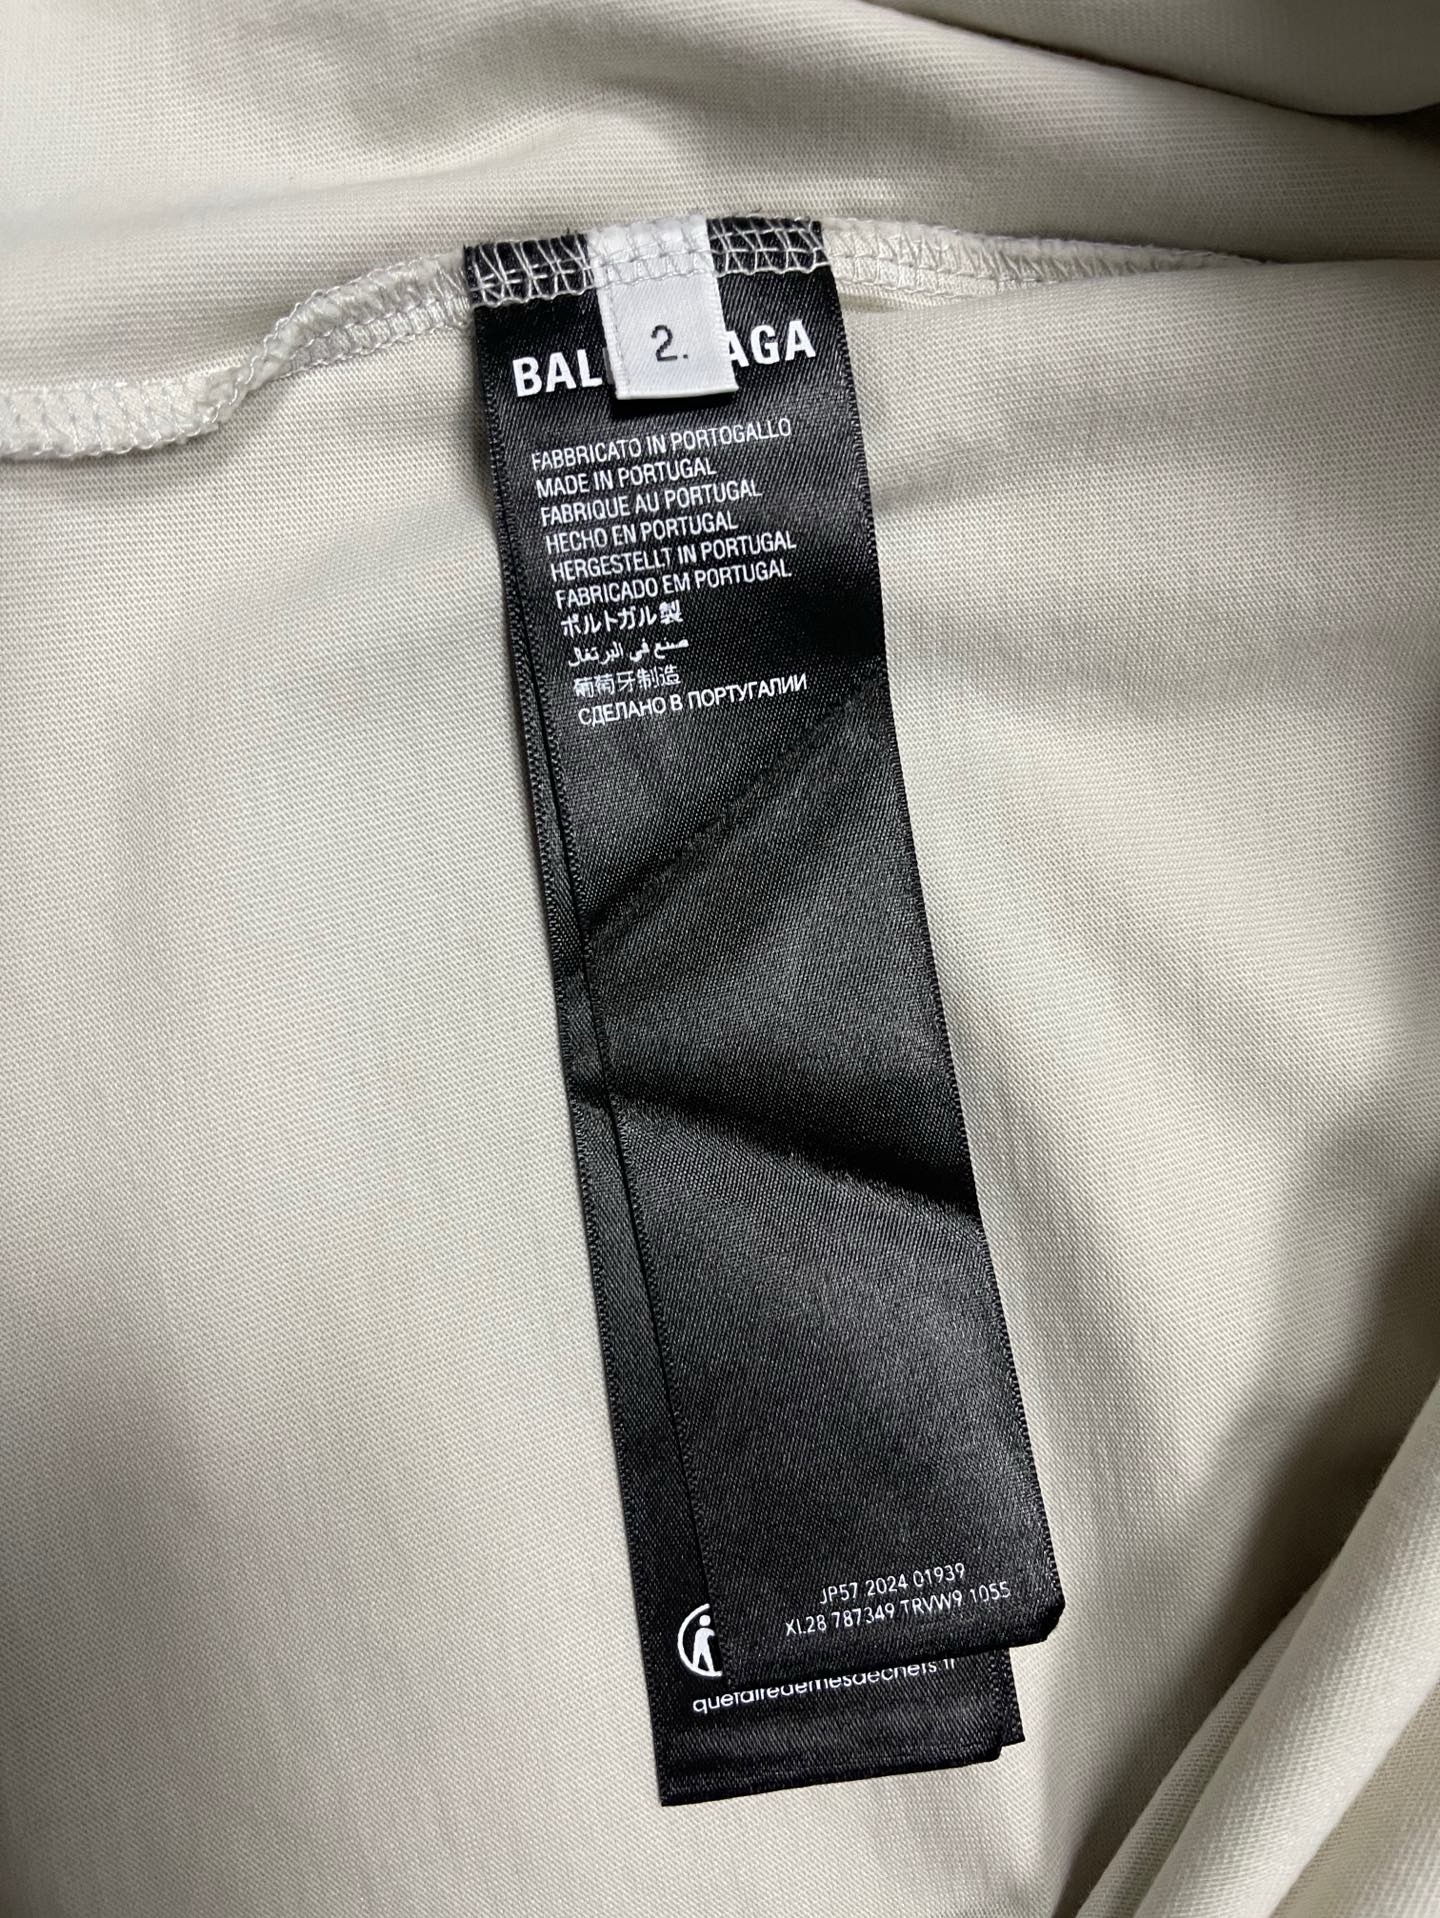 2.
BAL AGA
FABBRICATO IN PORTOGALLO
MADE IN PORTUGAL
FABRIQUE AU PORTUGAL
HECHO EN PORTUGAL
HERGESTELLT IN PORTUGAL
FABRICADO EM PORTUGAL
ポルトガル製
صنع في البرتغال
葡萄牙制造
СДЕЛАНО В ПОРТУГАЛИИ
JP57 2024 01939
XL28 787349 TRVW9 1055
quefairedemesdechets.fr